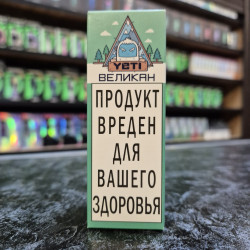 YETI
ВЕЛИКАН
ПРОДУКТ
ВРЕДЕН
ДЛЯ
ВАШЕГО
ЗДОРОВЬЯ